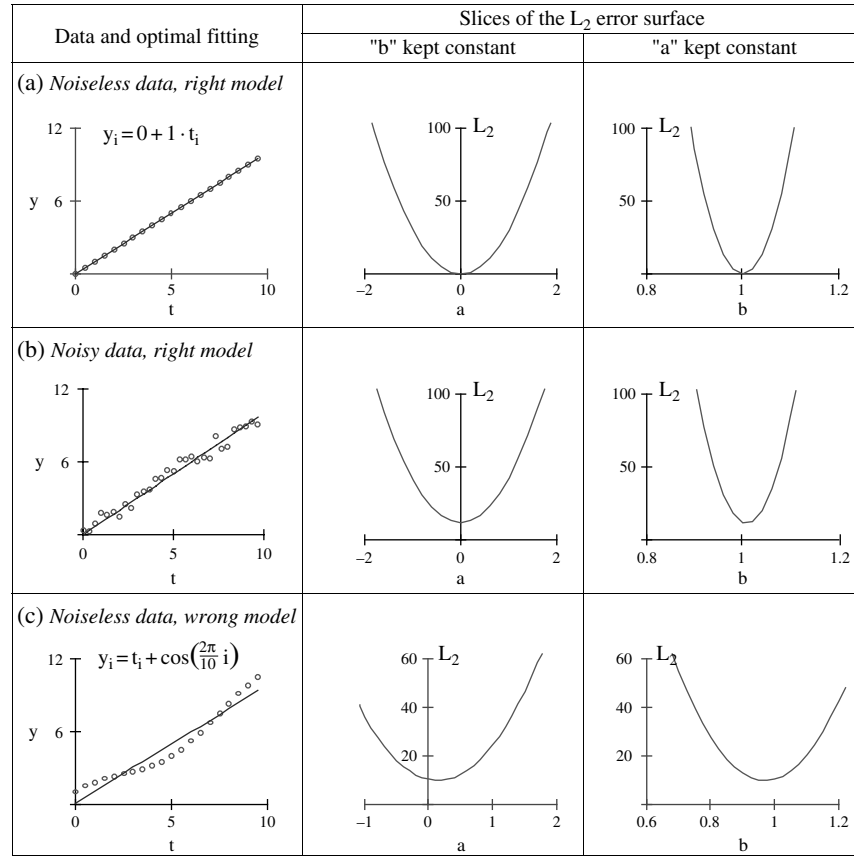 Data and optimal fitting
Slices of the L₂ error surface
"b" kept constant
"a" kept constant
(a) Noiseless data, right model
yᵢ = 0 + 1 · tᵢ
12
6
y
0
5
10
t
L₂
100
50
−2
0
2
a
L₂
100
50
0.8
1
1.2
b
(b) Noisy data, right model
12
6
y
0
5
10
t
L₂
100
50
−2
0
2
a
L₂
100
50
0.8
1
1.2
b
(c) Noiseless data, wrong model
yᵢ = tᵢ + cos(2π/10 i)
12
6
y
0
5
10
t
L₂
60
40
20
−1
0
1
2
a
L₂
60
40
20
0.6
0.8
1
1.2
b